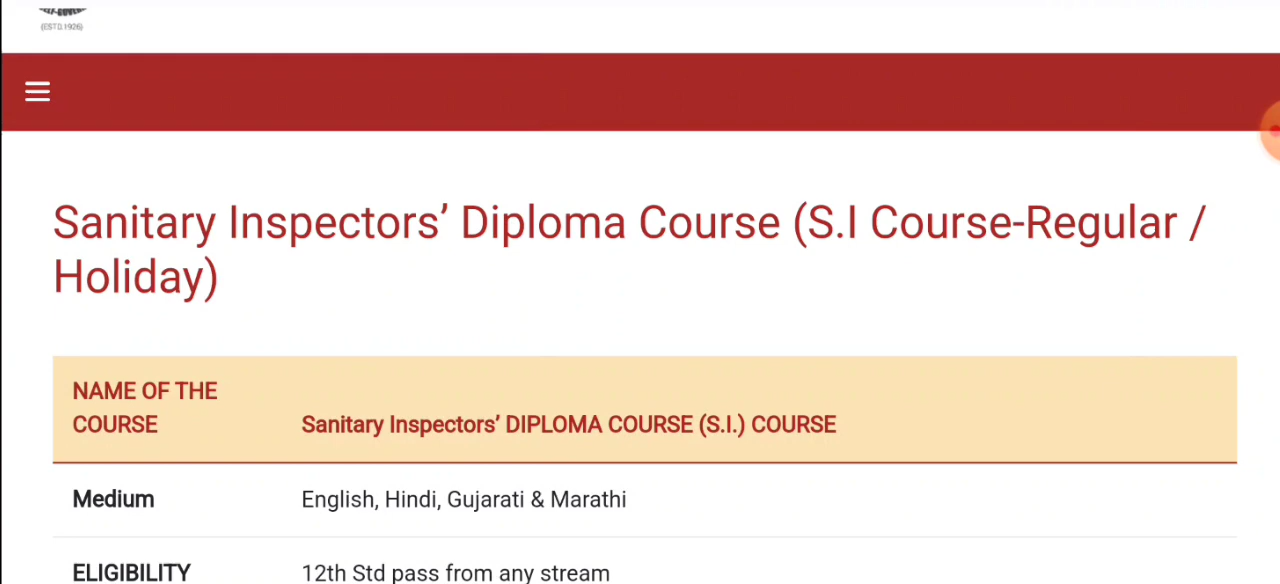 (ESTD.1926)
Sanitary Inspectors’ Diploma Course (S.I Course-Regular /
Holiday)
NAME OF THE
COURSE
Sanitary Inspectors’ DIPLOMA COURSE (S.I.) COURSE
Medium
English, Hindi, Gujarati & Marathi
ELIGIBILITY
12th Std pass from any stream